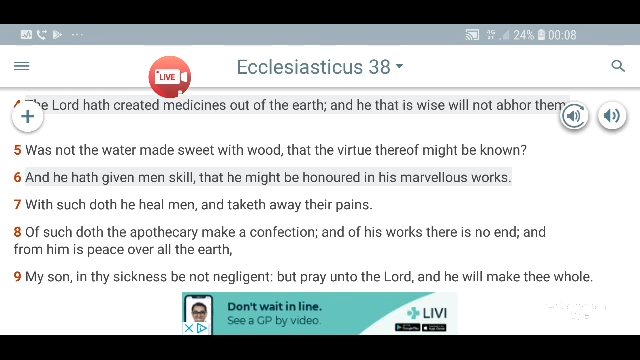 24% 00:08
LIVE
Ecclesiasticus 38
4 The Lord hath created medicines out of the earth; and he that is wise will not abhor them.
5 Was not the water made sweet with wood, that the virtue thereof might be known?
6 And he hath given men skill, that he might be honoured in his marvellous works.
7 With such doth he heal men, and taketh away their pains.
8 Of such doth the apothecary make a confection; and of his works there is no end; and
from him is peace over all the earth,
9 My son, in thy sickness be not negligent: but pray unto the Lord, and he will make thee whole.
Don't wait in line.
See a GP by video.
LIVI